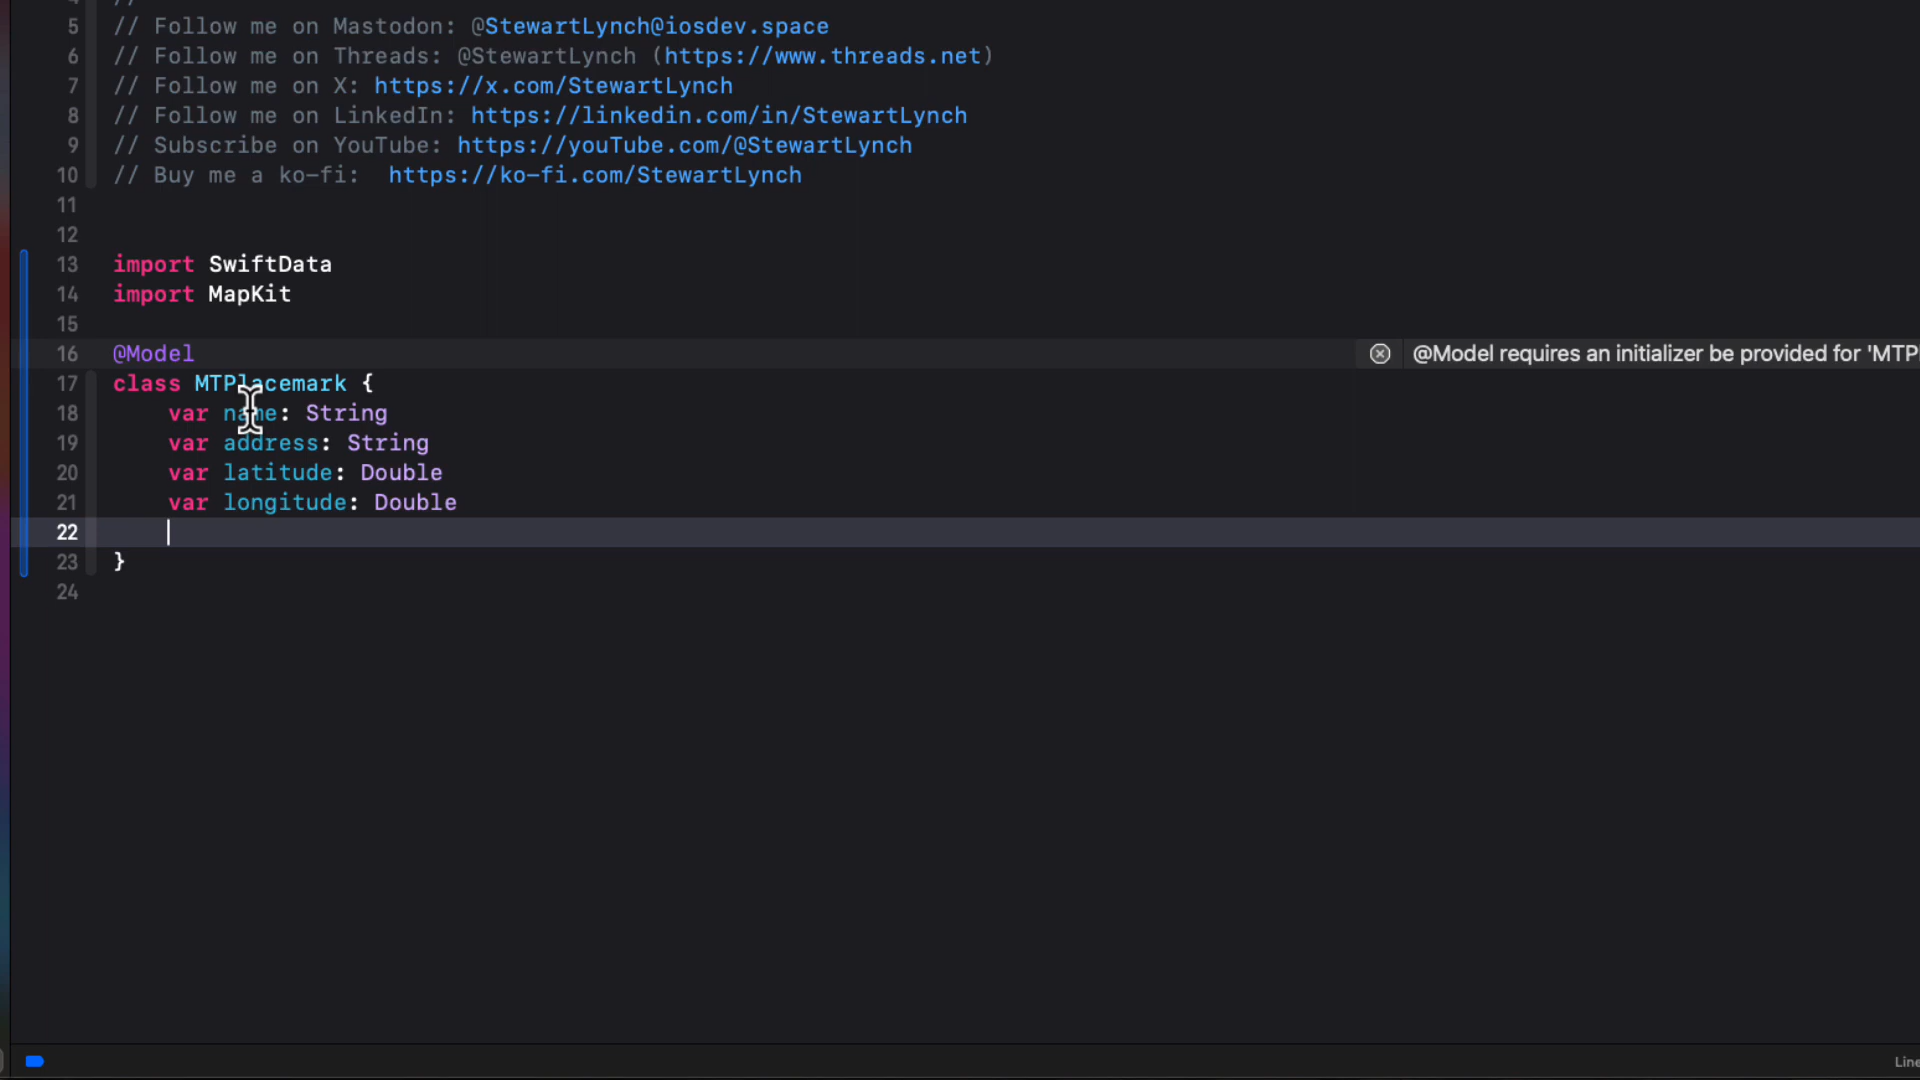 5 // Follow me on Mastodon: @StewartLynch@iosdev.space
6 // Follow me on Threads: @StewartLynch (https://www.threads.net)
7 // Follow me on X: https://x.com/StewartLynch
8 // Follow me on LinkedIn: https://linkedin.com/in/StewartLynch
9 // Subscribe on YouTube: https://youTube.com/@StewartLynch
10 // Buy me a ko-fi:  https://ko-fi.com/StewartLynch
11
12
13 import SwiftData
14 import MapKit
15
16 @Model @Model requires an initializer be provided for 'MTP
17 class MTPlacemark {
18 var name: String
19 var address: String
20 var latitude: Double
21 var longitude: Double
22
23 }
24
Line